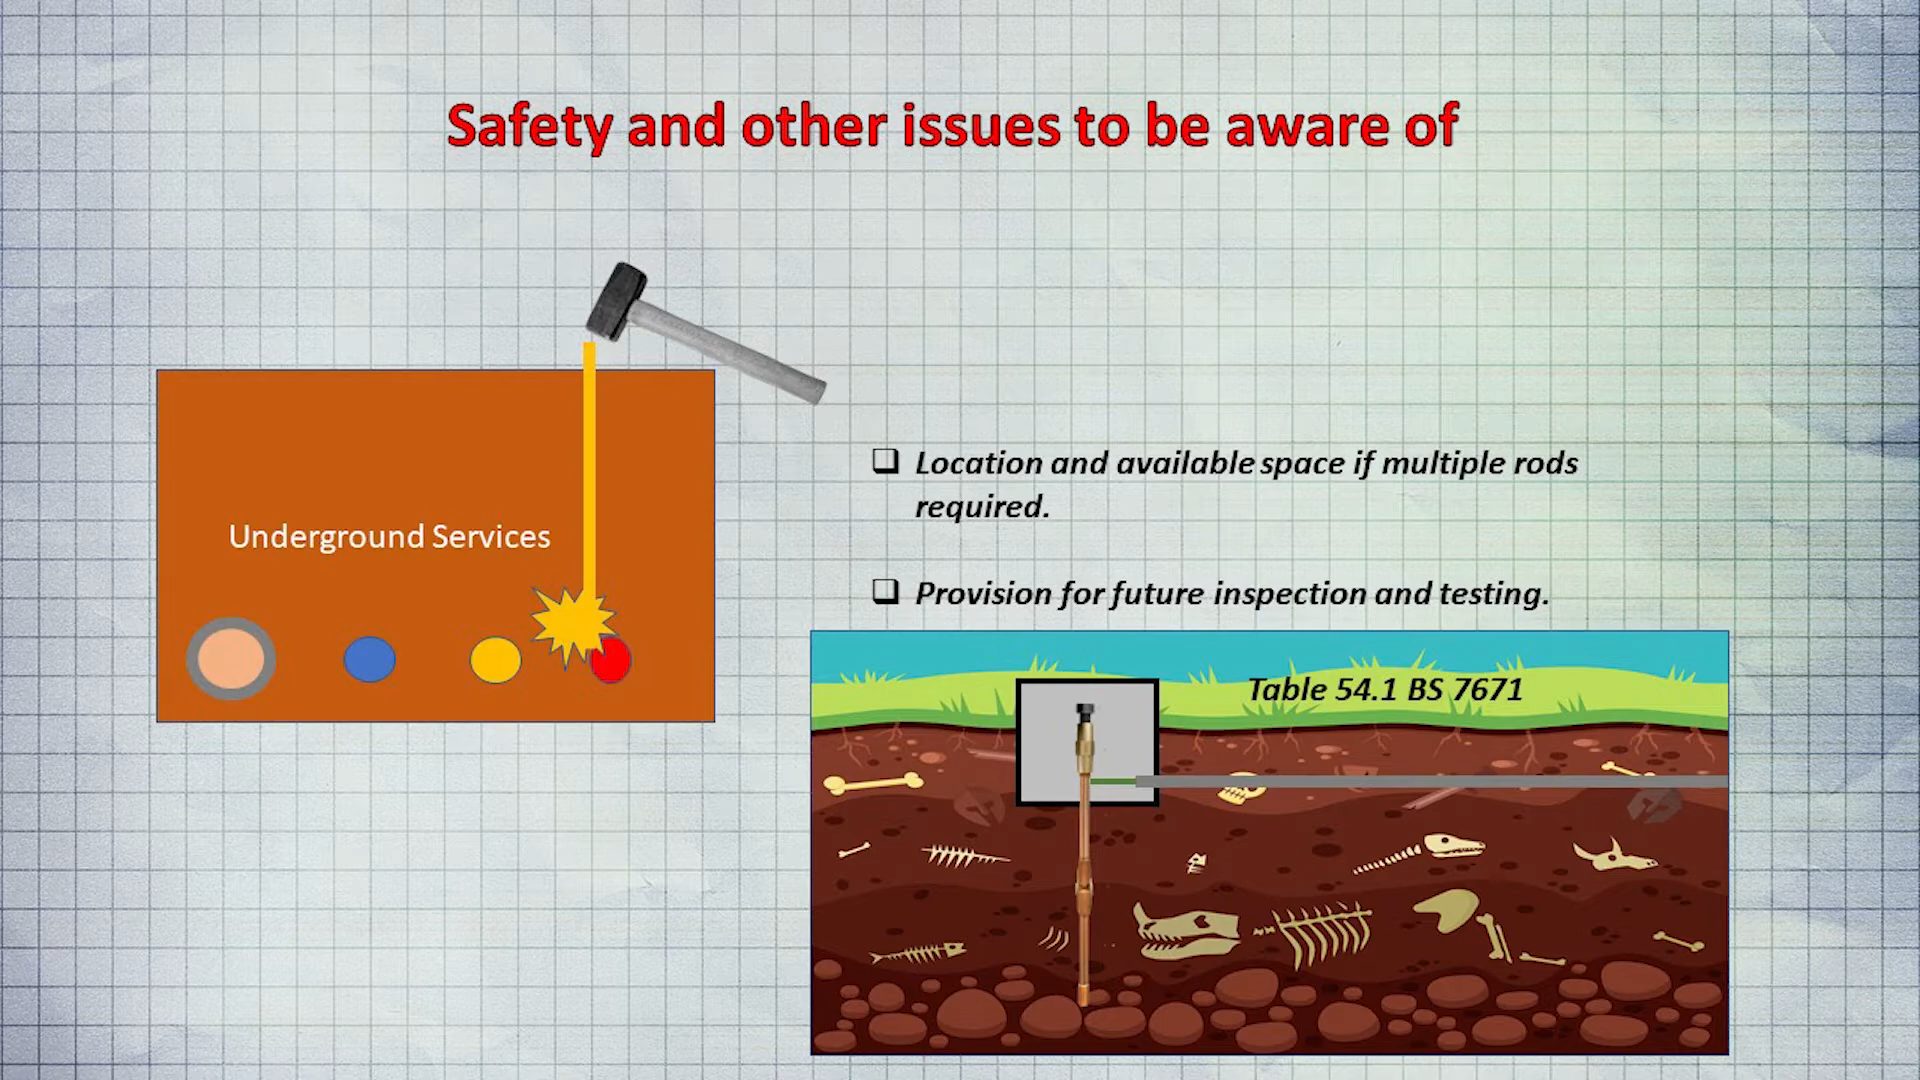 Safety and other issues to be aware of
Underground Services
Location and available space if multiple rods
required.
Provision for future inspection and testing.
Table 54.1 BS 7671